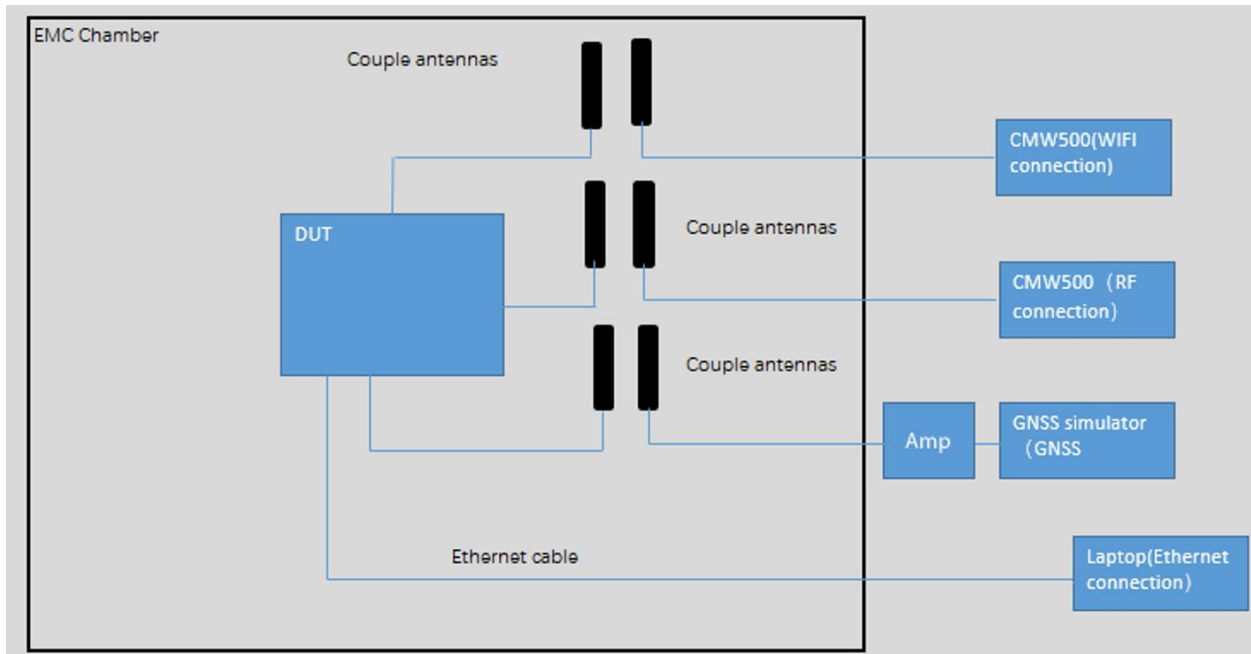 EMC Chamber
Couple antennas
CMW500(WIFI
connection)
DUT
Couple antennas
CMW500（RF
connection）
Couple antennas
Amp
GNSS simulator
（GNSS
Ethernet cable
Laptop(Ethernet
connection）